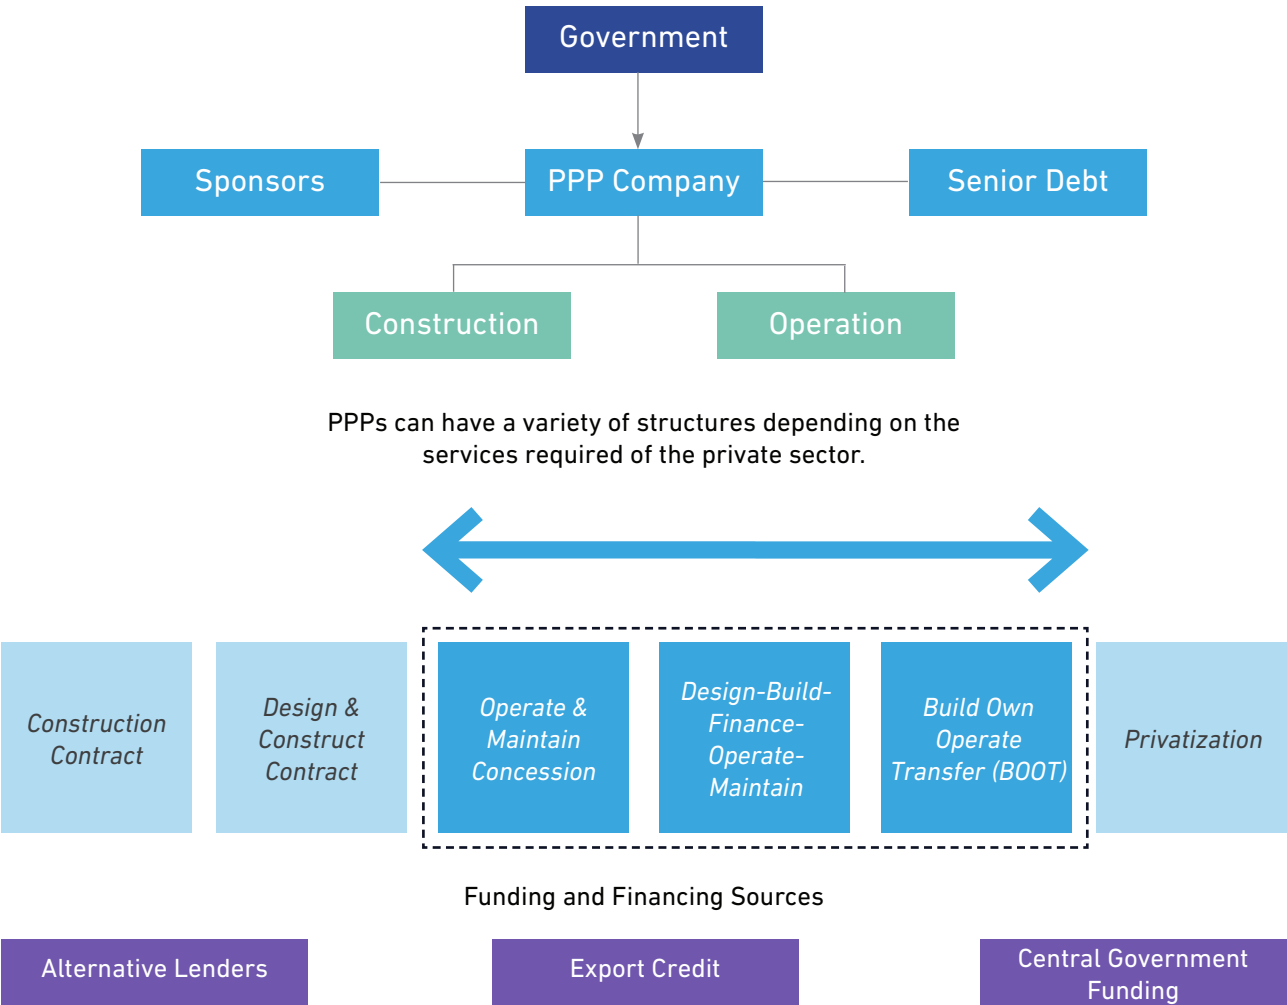 Government
Sponsors
PPP Company
Senior Debt
Construction
Operation
PPPs can have a variety of structures depending on the
services required of the private sector.
Construction
Contract
Design &
Construct
Contract
Operate &
Maintain
Concession
Design-Build-
Finance-
Operate-
Maintain
Build Own
Operate
Transfer (BOOT)
Privatization
Funding and Financing Sources
Alternative Lenders
Export Credit
Central Government
Funding